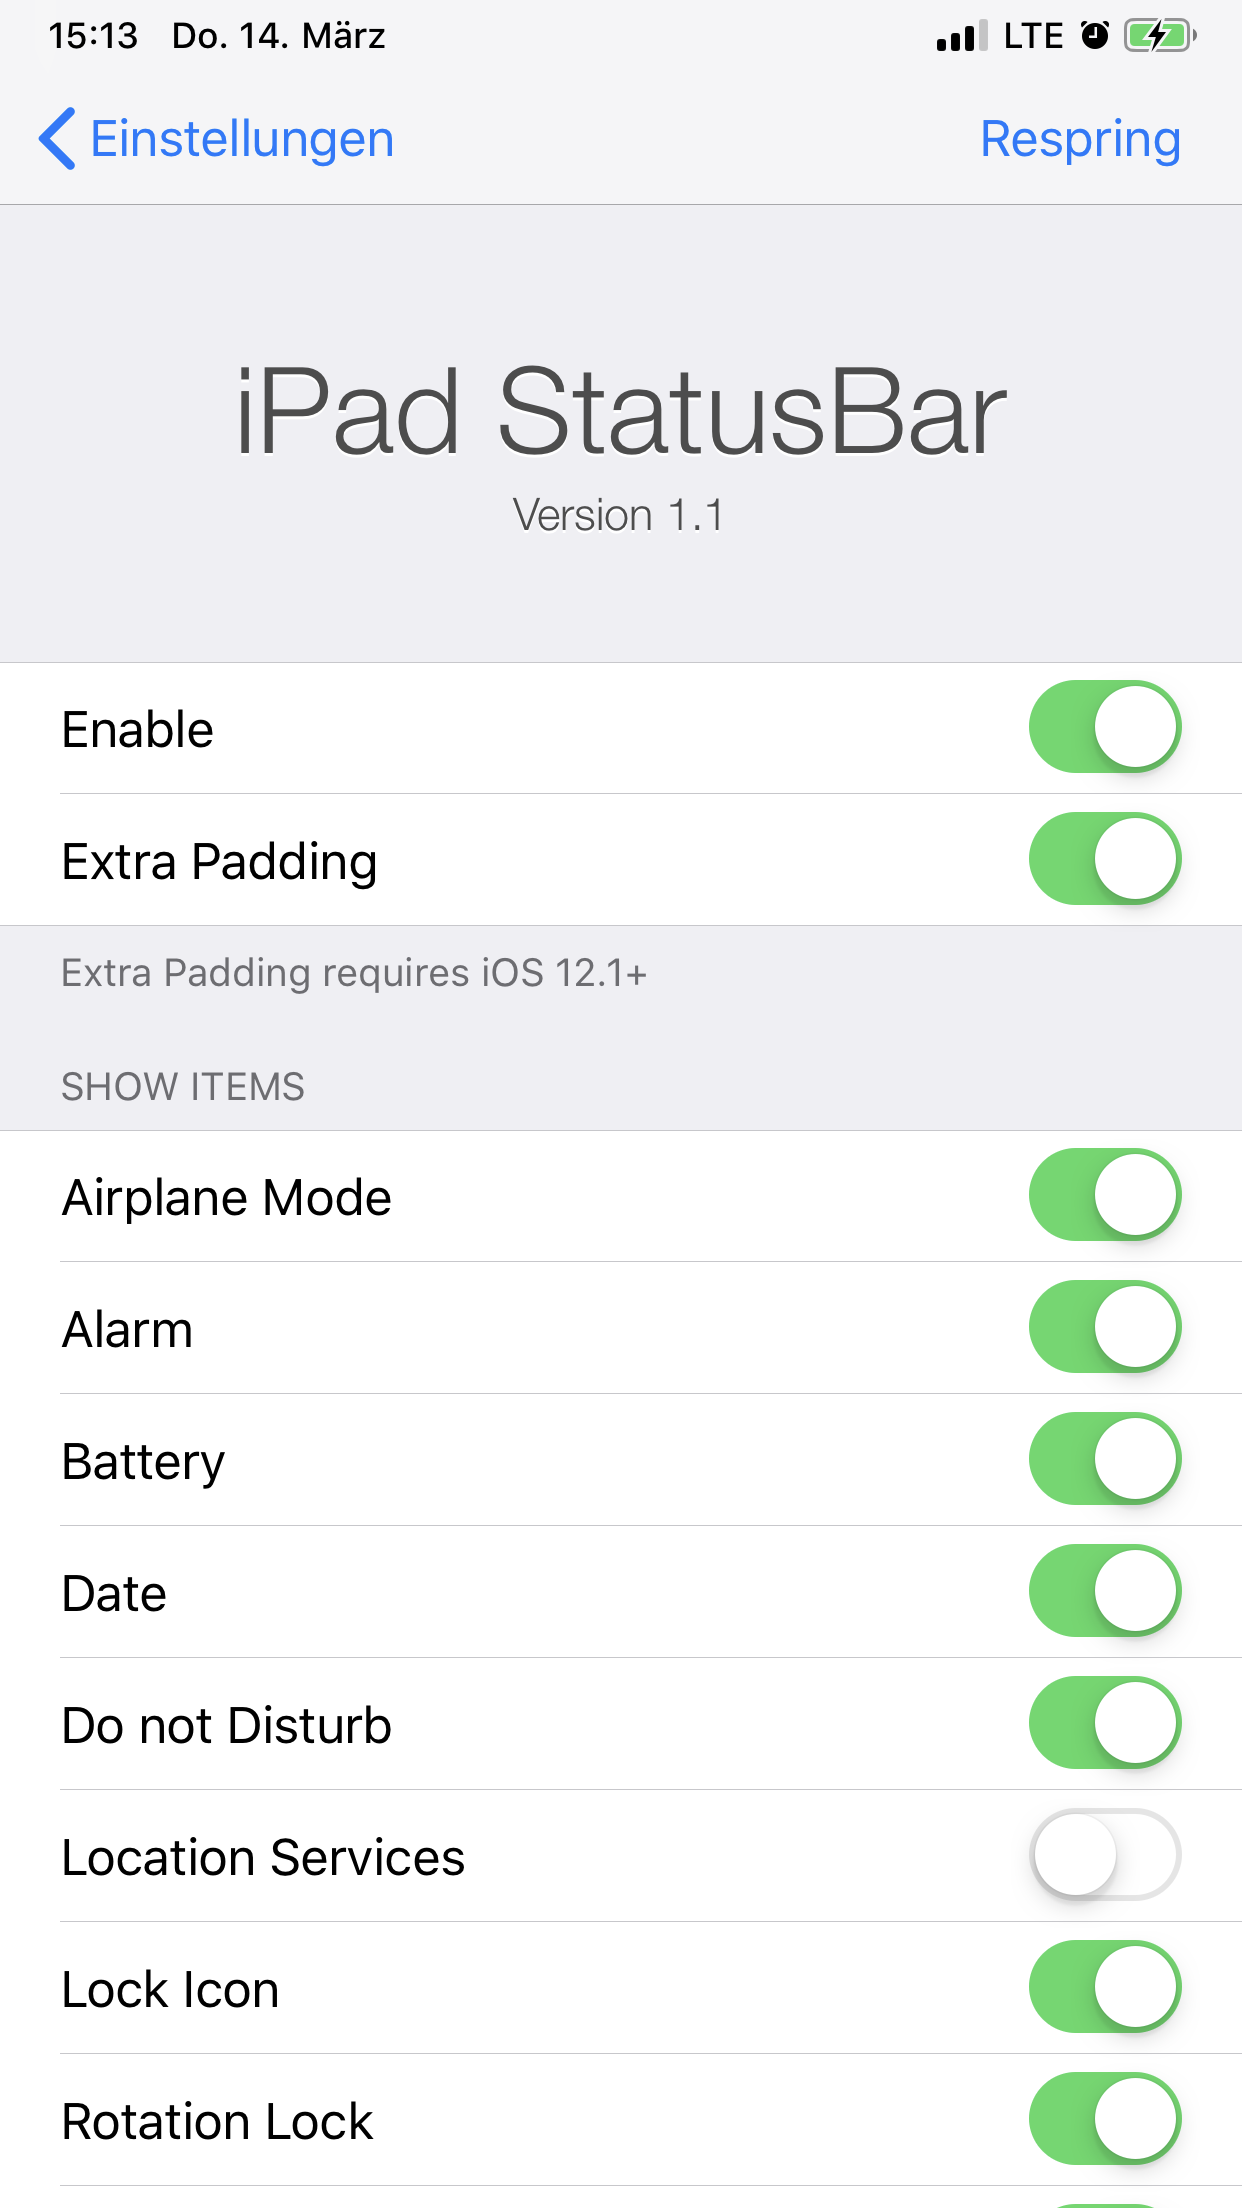 15:13 Do. 14. März LTE
Einstellungen Respring
iPad StatusBar
Version 1.1
Enable
Extra Padding
Extra Padding requires iOS 12.1+
SHOW ITEMS
Airplane Mode
Alarm
Battery
Date
Do not Disturb
Location Services
Lock Icon
Rotation Lock